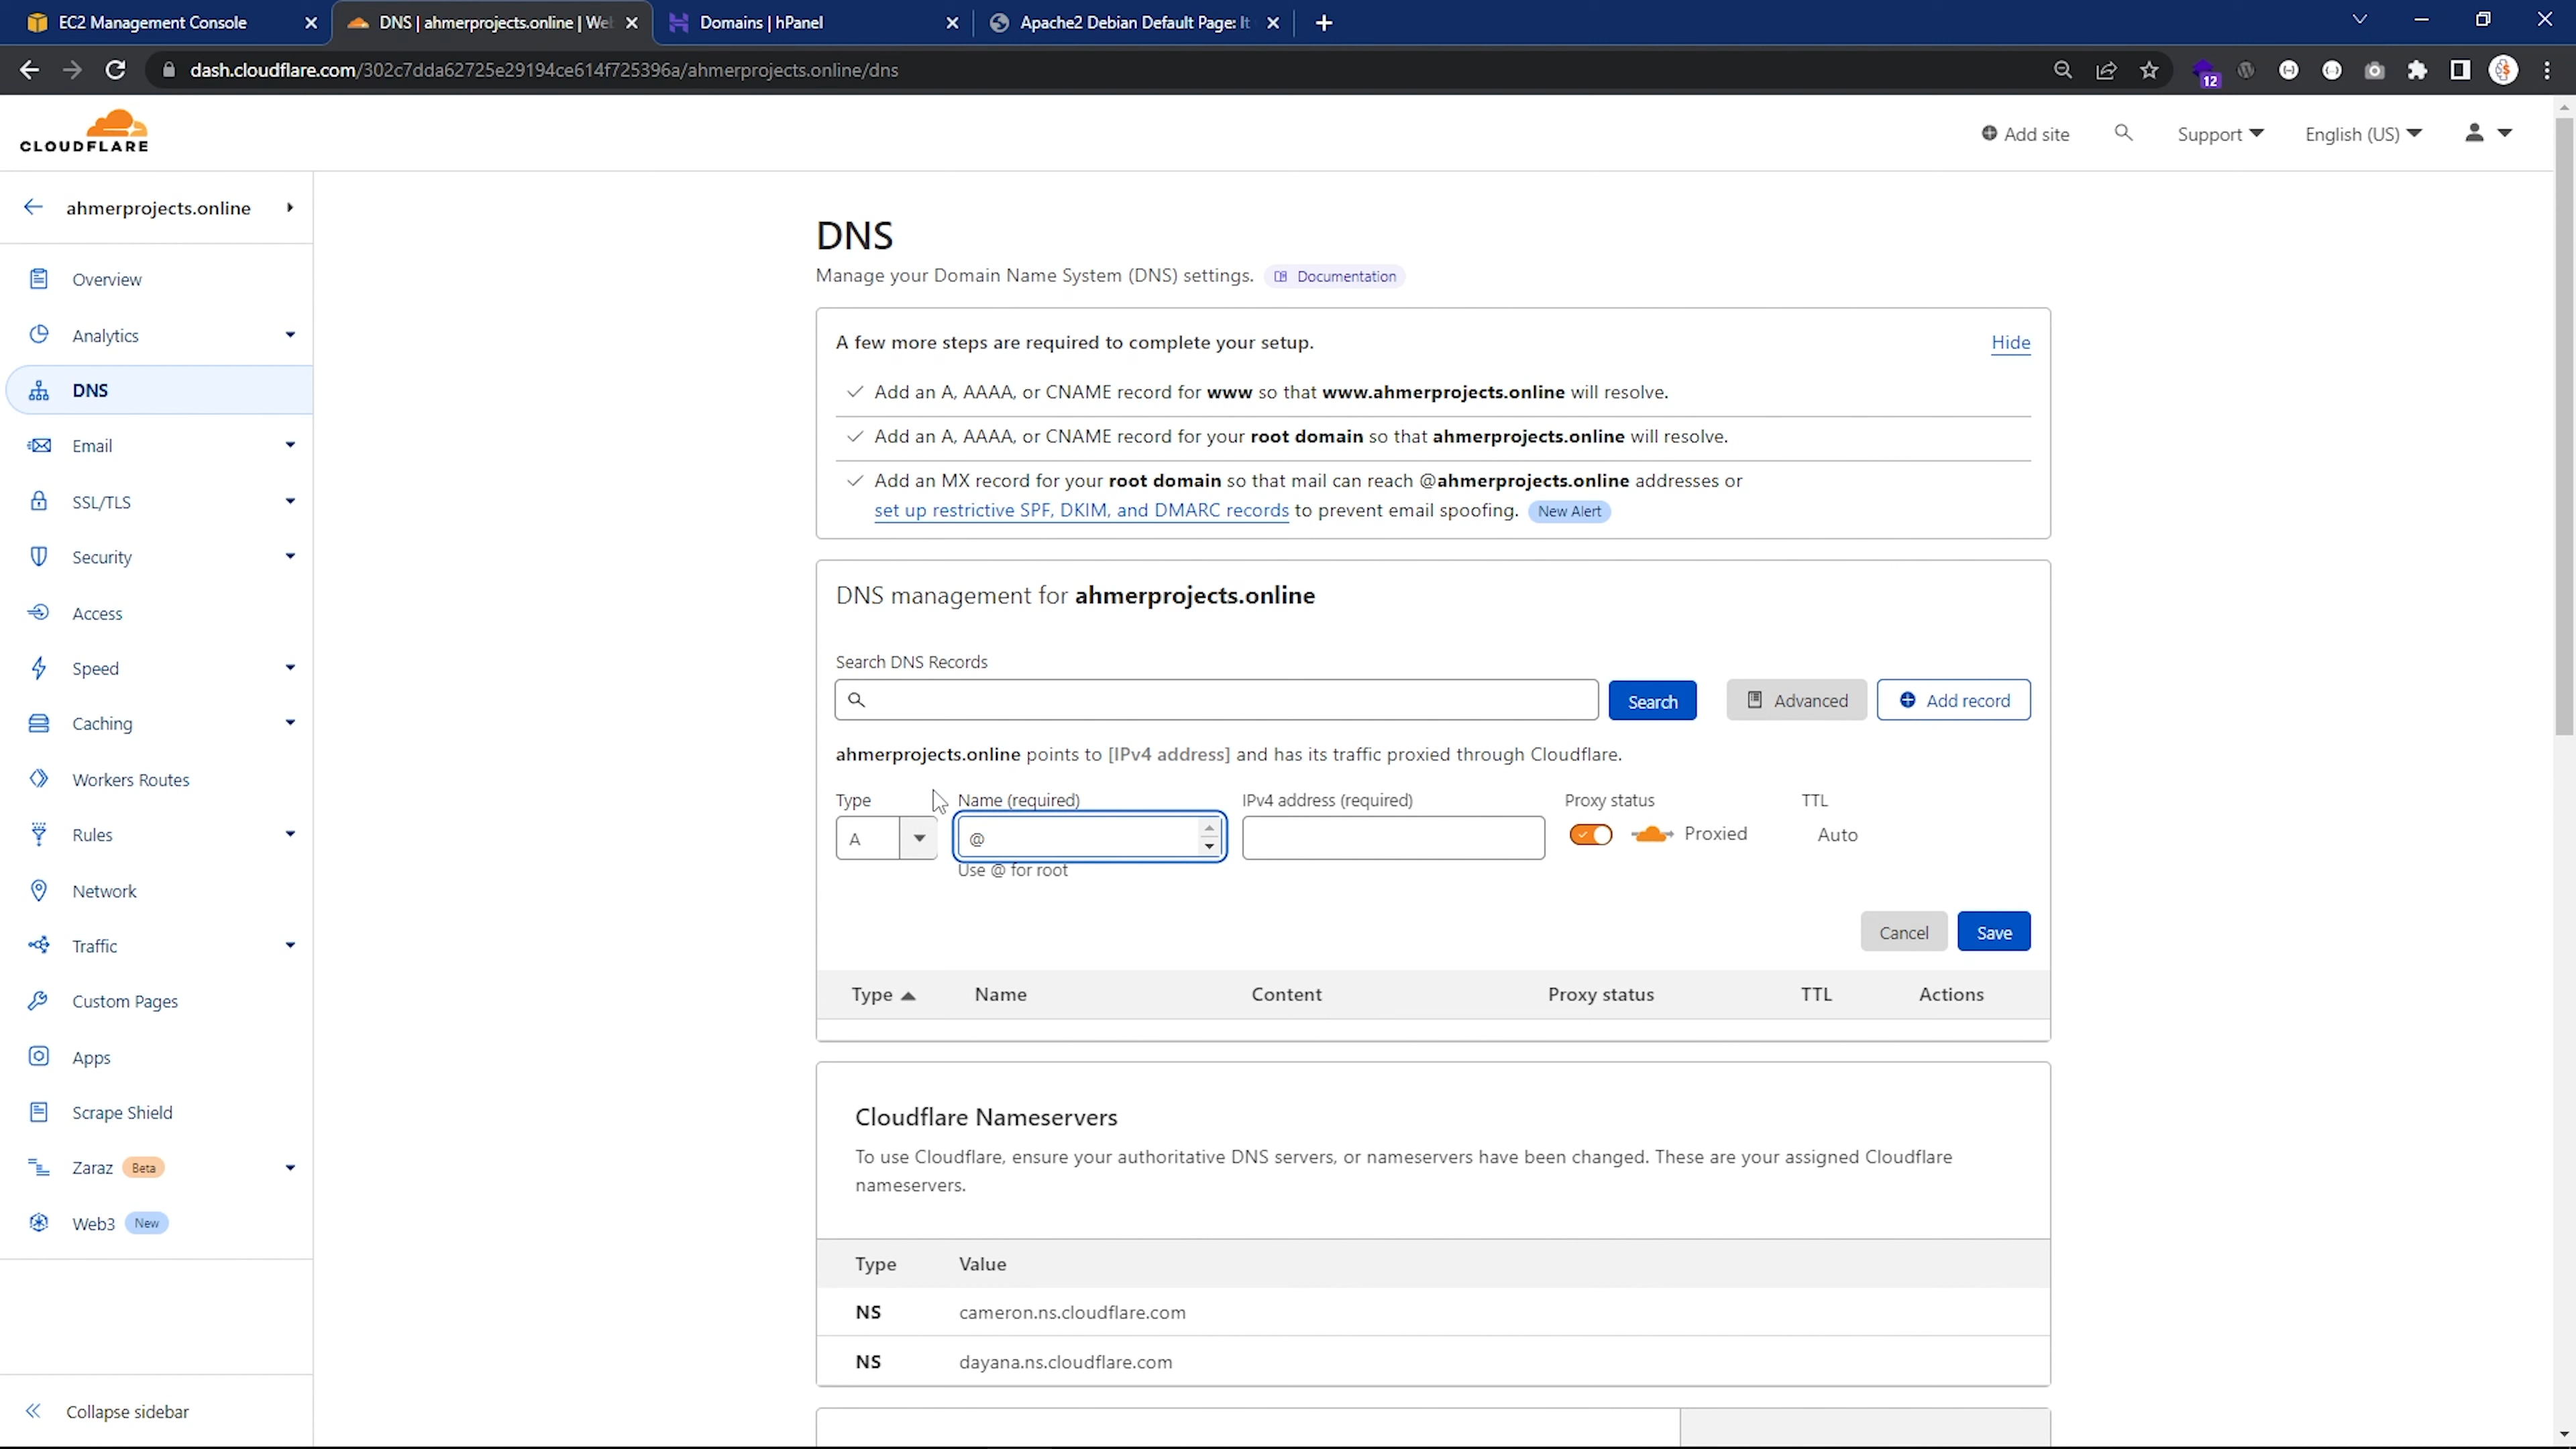 EC2 Management Console
DNS | ahmerprojects.online | Web
Domains | hPanel
Apache2 Debian Default Page: It
dash.cloudflare.com/302c7dda62725e29194ce614f725396a/ahmerprojects.online/dns
12
CLOUDFLARE
Add site
Support
English (US)
ahmerprojects.online
Overview
Analytics
DNS
Email
SSL/TLS
Security
Access
Speed
Caching
Workers Routes
Rules
Network
Traffic
Custom Pages
Apps
Scrape Shield
Zaraz Beta
Web3 New
Collapse sidebar
DNS
Manage your Domain Name System (DNS) settings. Documentation
A few more steps are required to complete your setup. Hide
Add an A, AAAA, or CNAME record for www so that www.ahmerprojects.online will resolve.
Add an A, AAAA, or CNAME record for your root domain so that ahmerprojects.online will resolve.
Add an MX record for your root domain so that mail can reach @ahmerprojects.online addresses or
set up restrictive SPF, DKIM, and DMARC records to prevent email spoofing. New Alert
DNS management for ahmerprojects.online
Search DNS Records
Search Advanced Add record
ahmerprojects.online points to [IPv4 address] and has its traffic proxied through Cloudflare.
Type Name (required) IPv4 address (required) Proxy status TTL
A @ Proxied Auto
Use @ for root
Cancel Save
Type Name Content Proxy status TTL Actions
Cloudflare Nameservers
To use Cloudflare, ensure your authoritative DNS servers, or nameservers have been changed. These are your assigned Cloudflare
nameservers.
Type Value
NS cameron.ns.cloudflare.com
NS dayana.ns.cloudflare.com